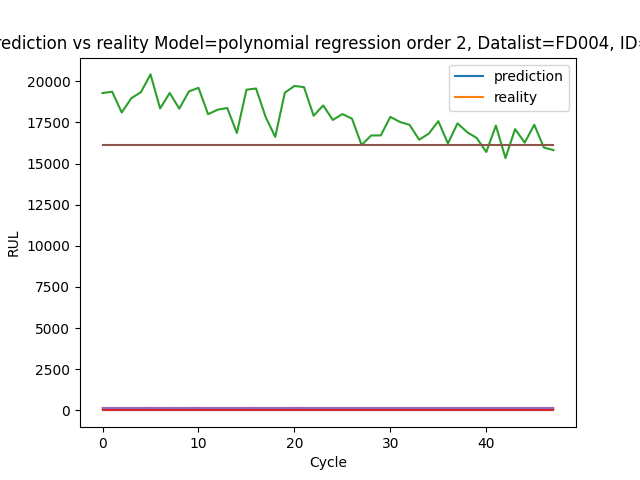 rediction vs reality Model=polynomial regression order 2, Datalist=FD004, ID=
prediction
reality
20000
17500
15000
12500
10000
7500
5000
2500
0
RUL
0 10 20 30 40
Cycle